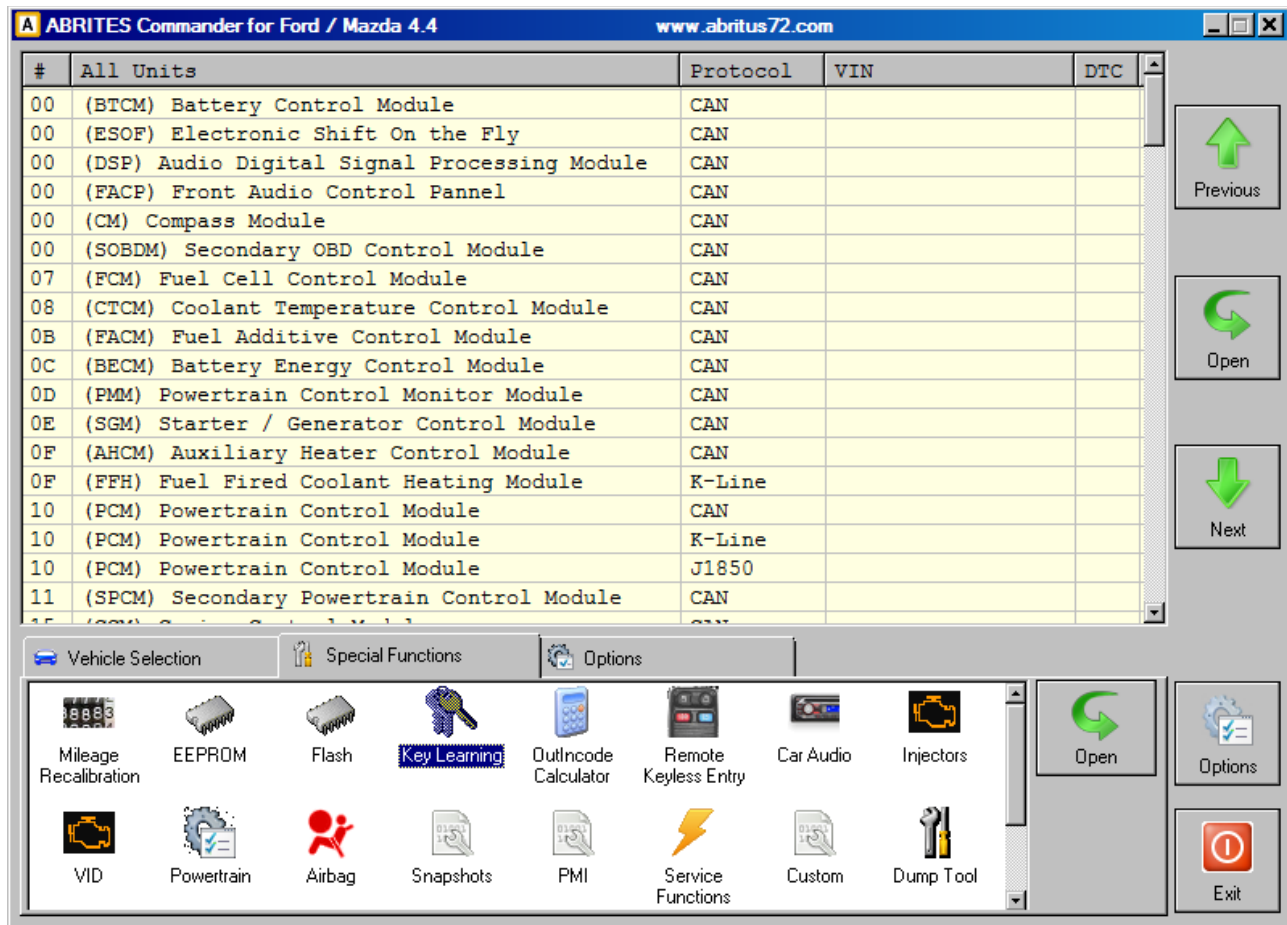 A ABRITES Commander for Ford / Mazda 4.4 www.abritus72.com
# All Units Protocol VIN DTC
00 (BTCM) Battery Control Module CAN
00 (ESOF) Electronic Shift On the Fly CAN
00 (DSP) Audio Digital Signal Processing Module CAN
00 (FACP) Front Audio Control Pannel CAN
00 (CM) Compass Module CAN
00 (SOBDM) Secondary OBD Control Module CAN
07 (FCM) Fuel Cell Control Module CAN
08 (CTCM) Coolant Temperature Control Module CAN
0B (FACM) Fuel Additive Control Module CAN
0C (BECM) Battery Energy Control Module CAN
0D (PMM) Powertrain Control Monitor Module CAN
0E (SGM) Starter / Generator Control Module CAN
0F (AHCM) Auxiliary Heater Control Module CAN
0F (FFH) Fuel Fired Coolant Heating Module K-Line
10 (PCM) Powertrain Control Module CAN
10 (PCM) Powertrain Control Module K-Line
10 (PCM) Powertrain Control Module J1850
11 (SPCM) Secondary Powertrain Control Module CAN
Previous
Open
Next
Vehicle Selection Special Functions Options
Mileage Recalibration
EEPROM
Flash
Key Learning
OutIncode Calculator
Remote Keyless Entry
Car Audio
Injectors
Open
Options
VID
Powertrain
Airbag
Snapshots
PMI
Service Functions
Custom
Dump Tool
Exit